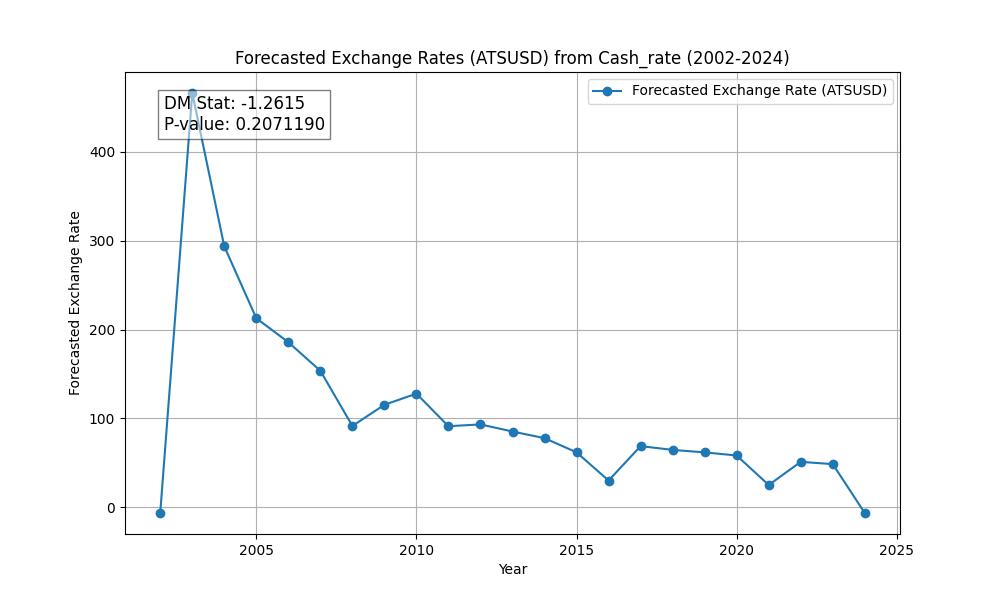 Forecasted Exchange Rates (ATSUSD) from Cash_rate (2002-2024)
DM Stat: -1.2615
P-value: 0.2071190
Forecasted Exchange Rate (ATSUSD)
Forecasted Exchange Rate
400
300
200
100
0
2005 2010 2015 2020 2025
Year